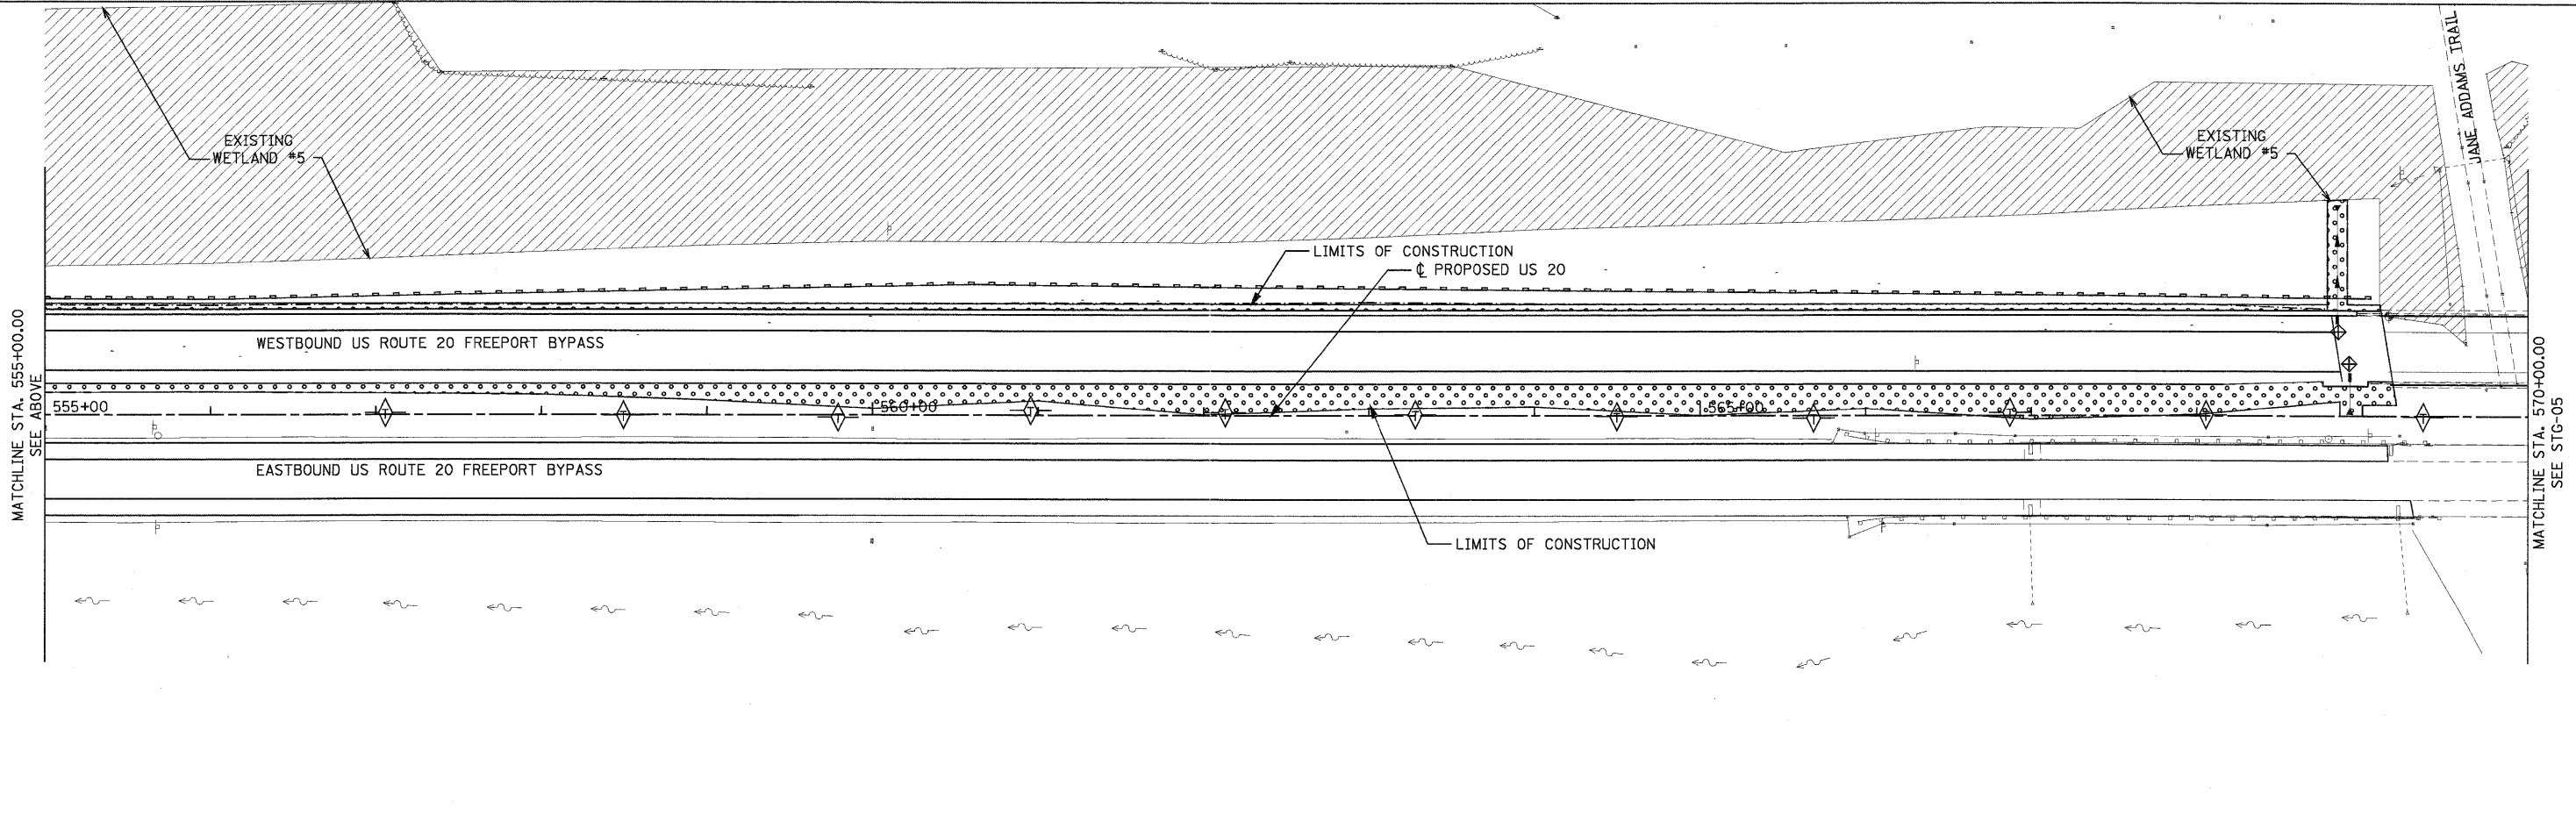 EXISTING
WETLAND #5
EXISTING
WETLAND #5
JANE ADDAMS TRAIL
LIMITS OF CONSTRUCTION
℄ PROPOSED US 20
WESTBOUND US ROUTE 20 FREEPORT BYPASS
MATCHLINE STA. 555+00.00
SEE ABOVE
555+00
560+00
565+00
MATCHLINE STA. 570+00.00
SEE STG-05
T
T
T
T
T
T
T
T
T
T
T
EASTBOUND US ROUTE 20 FREEPORT BYPASS
LIMITS OF CONSTRUCTION